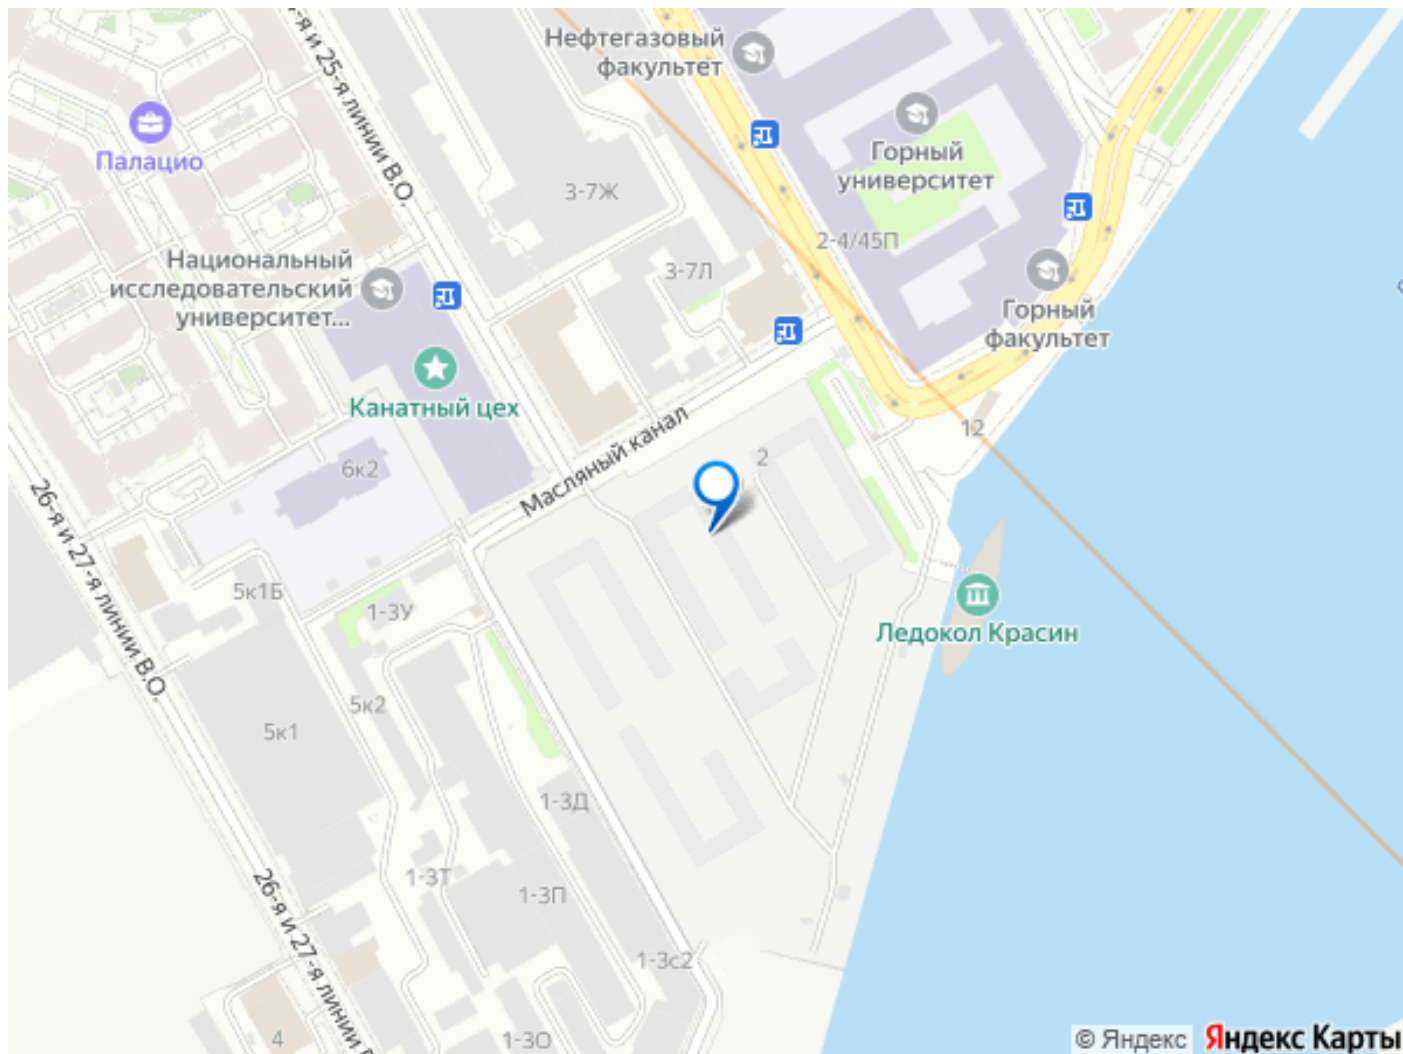 -я и 25-я линии В.О.
Нефтегазовый
факультет
Палацио
Горный
университет
3-7Ж
2-4/45П
Национальный
исследовательский
университет...
3-7Л
Горный
факультет
Канатный цех
Масляный канал
12
2
6к2
26-я и 27-я линии В.О.
5к1Б
1-3У
Ледокол Красин
5к2
5к1
1-3Д
1-3Т
1-3П
26-я и 27-я линии
1-3с2
4
1-3О
© Яндекс Яндекс Карты